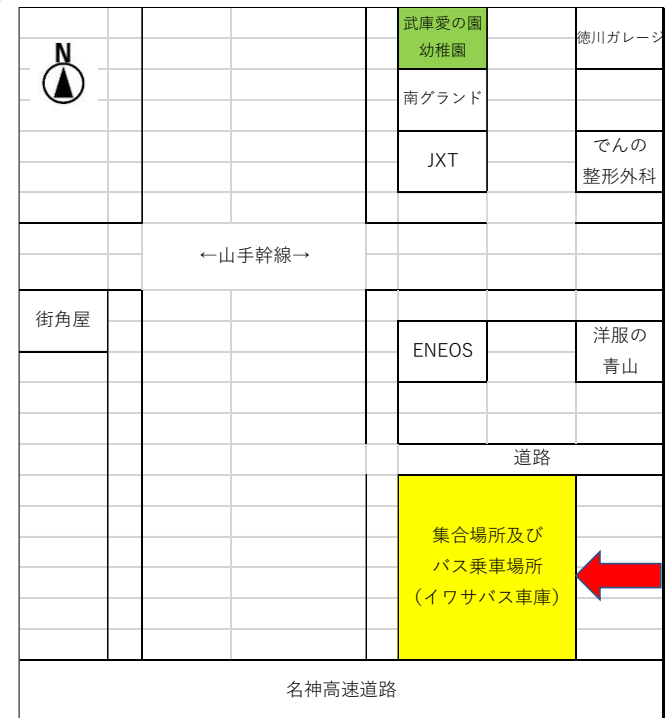 N
武庫愛の園
幼稚園
徳川ガレージ
南グランド
JXT
でんの
整形外科
←山手幹線→
街角屋
ENEOS
洋服の
青山
道路
集合場所及び
バス乗車場所
（イワサバス車庫）
名神高速道路